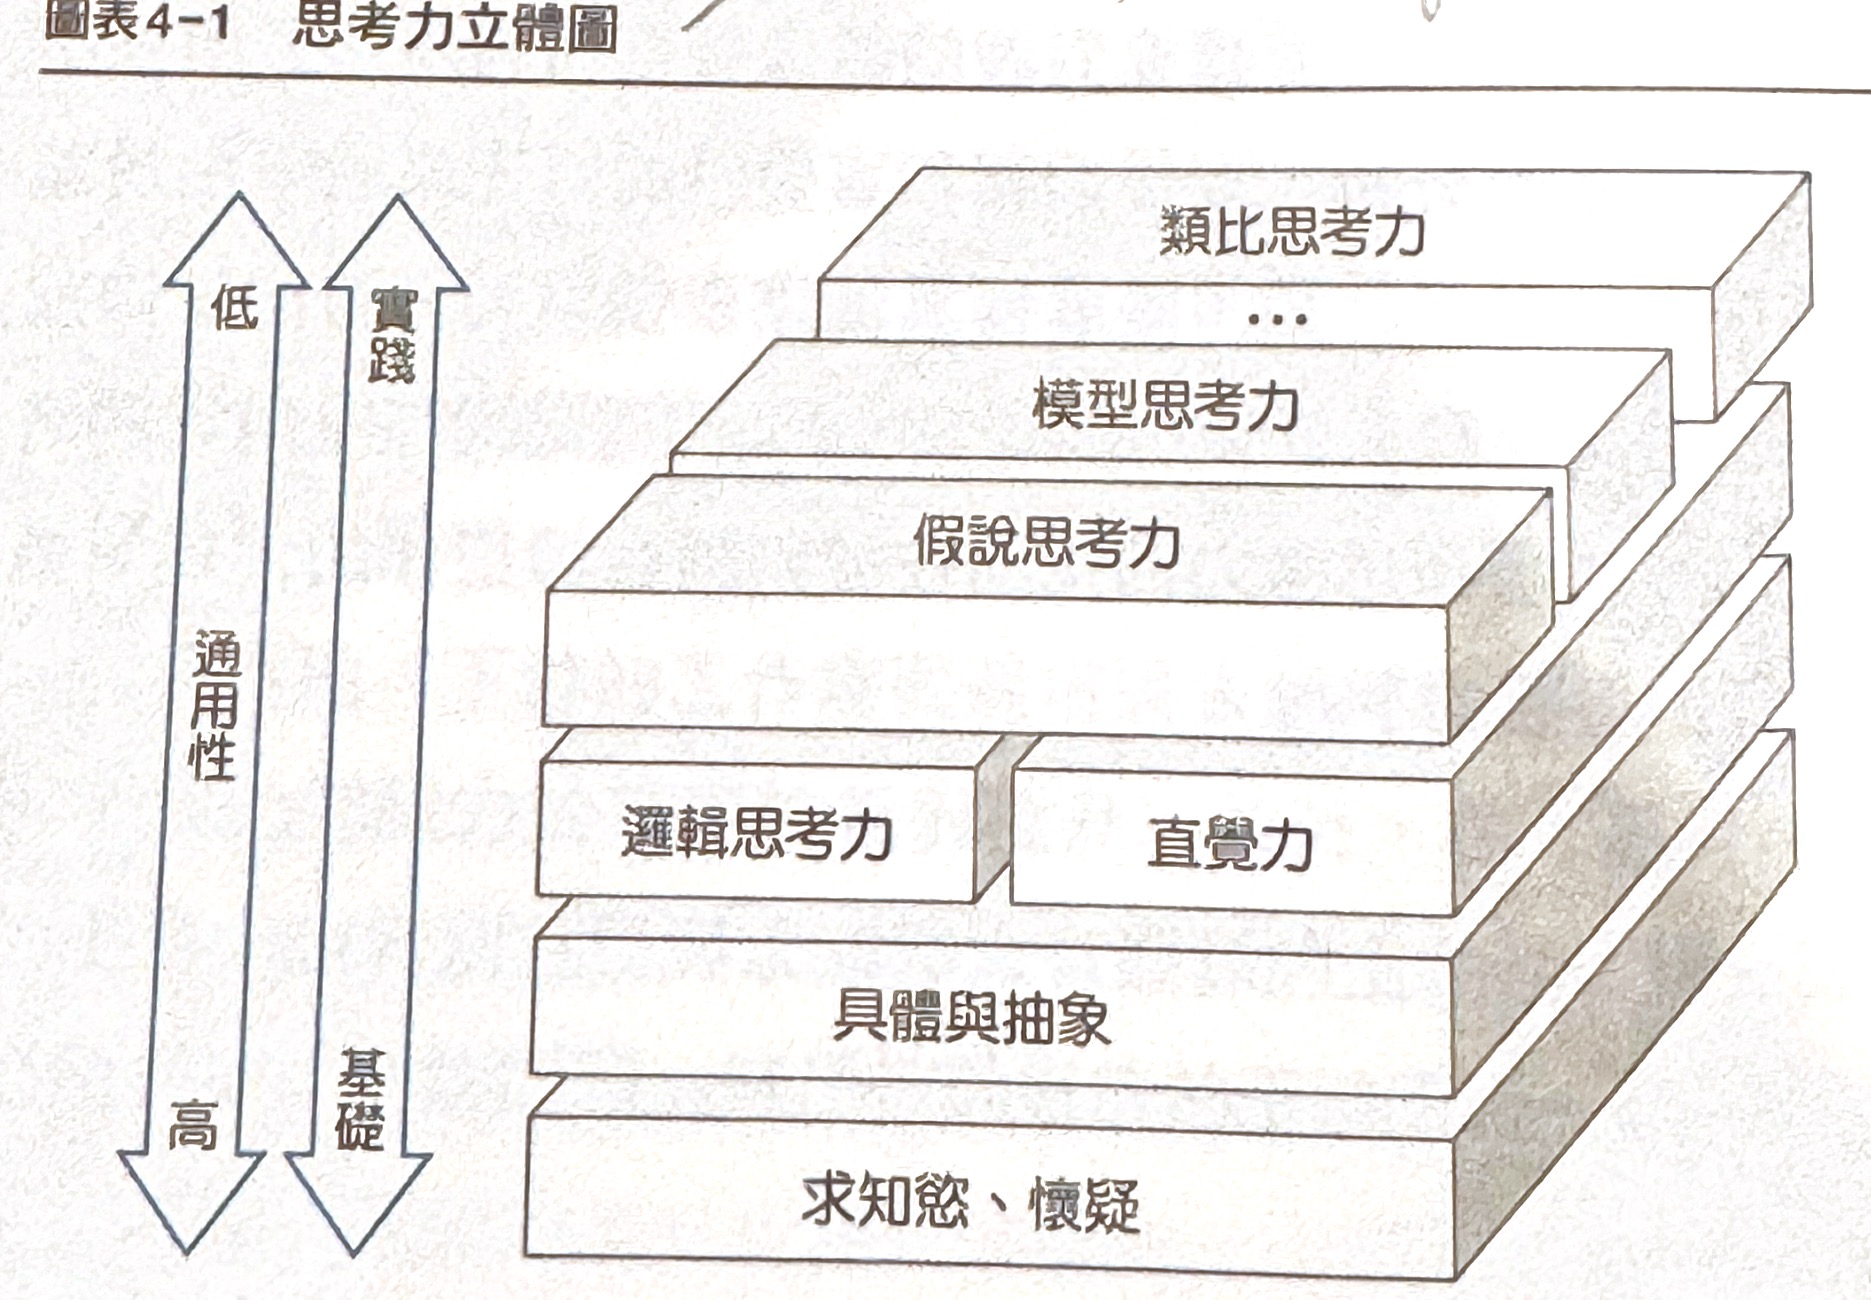 圖表4-1 思考力立體圖
低
通用性
高
實踐
基礎
類比思考力
...
模型思考力
假說思考力
邏輯思考力
直覺力
具體與抽象
求知慾、懷疑